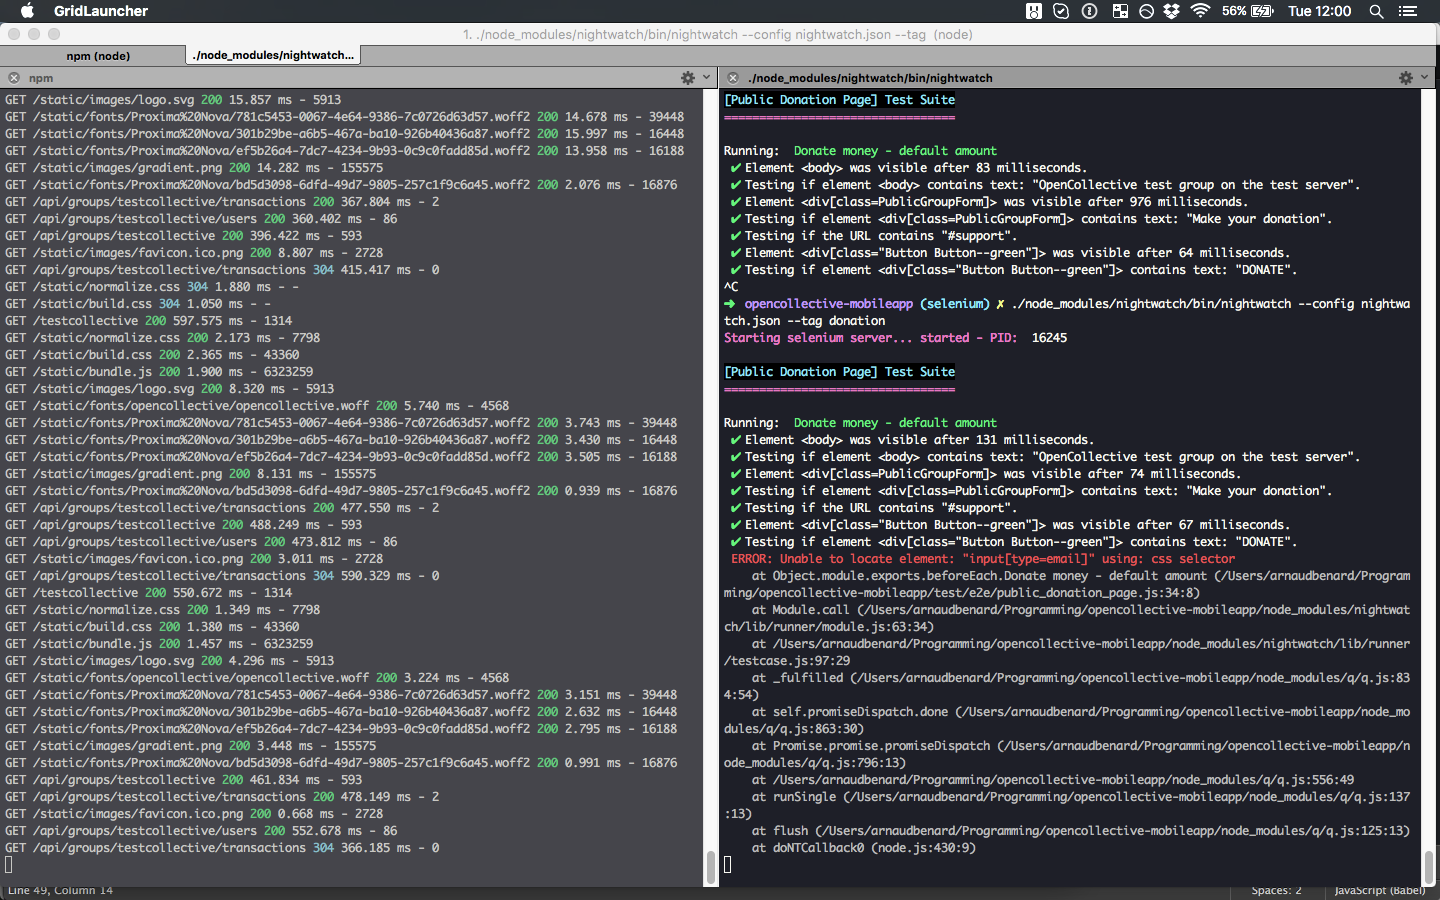 GridLauncher
56%
Tue 12:00
1. ./node_modules/nightwatch/bin/nightwatch --config nightwatch.json --tag (node)
npm (node)
./node_modules/nightwatch...
npm
GET /static/images/logo.svg 200 15.857 ms - 5913
GET /static/fonts/Proxima%20Nova/781c5453-0067-4e64-9386-7c0726d63d57.woff2 200 14.678 ms - 39448
GET /static/fonts/Proxima%20Nova/301b29be-a6b5-467a-ba10-926b40436a87.woff2 200 15.997 ms - 16448
GET /static/fonts/Proxima%20Nova/ef5b26a4-7dc7-4234-9b93-0c9c0fadd85d.woff2 200 13.958 ms - 16188
GET /static/images/gradient.png 200 14.282 ms - 155575
GET /static/fonts/Proxima%20Nova/bd5d3098-6dfd-49d7-9805-257c1f9c6a45.woff2 200 2.076 ms - 16876
GET /api/groups/testcollective/transactions 200 367.804 ms - 2
GET /api/groups/testcollective/users 200 360.402 ms - 86
GET /api/groups/testcollective 200 396.422 ms - 593
GET /static/images/favicon.ico.png 200 8.807 ms - 2728
GET /api/groups/testcollective/transactions 304 415.417 ms - 0
GET /static/normalize.css 304 1.880 ms - -
GET /static/build.css 304 1.050 ms - -
GET /testcollective 200 597.575 ms - 1314
GET /static/normalize.css 200 2.173 ms - 7798
GET /static/build.css 200 2.365 ms - 43360
GET /static/bundle.js 200 1.900 ms - 6323259
GET /static/images/logo.svg 200 8.320 ms - 5913
GET /static/fonts/opencollective/opencollective.woff 200 5.740 ms - 4568
GET /static/fonts/Proxima%20Nova/781c5453-0067-4e64-9386-7c0726d63d57.woff2 200 3.743 ms - 39448
GET /static/fonts/Proxima%20Nova/301b29be-a6b5-467a-ba10-926b40436a87.woff2 200 3.430 ms - 16448
GET /static/fonts/Proxima%20Nova/ef5b26a4-7dc7-4234-9b93-0c9c0fadd85d.woff2 200 3.505 ms - 16188
GET /static/images/gradient.png 200 8.131 ms - 155575
GET /static/fonts/Proxima%20Nova/bd5d3098-6dfd-49d7-9805-257c1f9c6a45.woff2 200 0.939 ms - 16876
GET /api/groups/testcollective/transactions 200 477.550 ms - 2
GET /api/groups/testcollective 200 488.249 ms - 593
GET /api/groups/testcollective/users 200 473.812 ms - 86
GET /static/images/favicon.ico.png 200 3.011 ms - 2728
GET /api/groups/testcollective/transactions 304 590.329 ms - 0
GET /testcollective 200 550.672 ms - 1314
GET /static/normalize.css 200 1.349 ms - 7798
GET /static/build.css 200 1.380 ms - 43360
GET /static/bundle.js 200 1.457 ms - 6323259
GET /static/images/logo.svg 200 4.296 ms - 5913
GET /static/fonts/opencollective/opencollective.woff 200 3.224 ms - 4568
GET /static/fonts/Proxima%20Nova/781c5453-0067-4e64-9386-7c0726d63d57.woff2 200 3.151 ms - 39448
GET /static/fonts/Proxima%20Nova/301b29be-a6b5-467a-ba10-926b40436a87.woff2 200 2.632 ms - 16448
GET /static/fonts/Proxima%20Nova/ef5b26a4-7dc7-4234-9b93-0c9c0fadd85d.woff2 200 2.795 ms - 16188
GET /static/images/gradient.png 200 3.448 ms - 155575
GET /static/fonts/Proxima%20Nova/bd5d3098-6dfd-49d7-9805-257c1f9c6a45.woff2 200 0.991 ms - 16876
GET /api/groups/testcollective 200 461.834 ms - 593
GET /api/groups/testcollective/transactions 200 478.149 ms - 2
GET /static/images/favicon.ico.png 200 0.668 ms - 2728
GET /api/groups/testcollective/users 200 552.678 ms - 86
GET /api/groups/testcollective/transactions 304 366.185 ms - 0
./node_modules/nightwatch/bin/nightwatch
[Public Donation Page] Test Suite
=================================
Running: Donate money - default amount
✔ Element <body> was visible after 83 milliseconds.
✔ Testing if element <body> contains text: "OpenCollective test group on the test server".
✔ Element <div[class=PublicGroupForm]> was visible after 976 milliseconds.
✔ Testing if element <div[class=PublicGroupForm]> contains text: "Make your donation".
✔ Testing if the URL contains "#support".
✔ Element <div[class="Button Button--green"]> was visible after 64 milliseconds.
✔ Testing if element <div[class="Button Button--green"]> contains text: "DONATE".
^C
➜ opencollective-mobileapp (selenium) ✗ ./node_modules/nightwatch/bin/nightwatch --config nightwa
tch.json --tag donation
Starting selenium server... started - PID: 16245
[Public Donation Page] Test Suite
=================================
Running: Donate money - default amount
✔ Element <body> was visible after 131 milliseconds.
✔ Testing if element <body> contains text: "OpenCollective test group on the test server".
✔ Element <div[class=PublicGroupForm]> was visible after 74 milliseconds.
✔ Testing if element <div[class=PublicGroupForm]> contains text: "Make your donation".
✔ Testing if the URL contains "#support".
✔ Element <div[class="Button Button--green"]> was visible after 67 milliseconds.
✔ Testing if element <div[class="Button Button--green"]> contains text: "DONATE".
ERROR: Unable to locate element: "input[type=email]" using: css selector
at Object.module.exports.beforeEach.Donate money - default amount (/Users/arnaudbenard/Program
ming/opencollective-mobileapp/test/e2e/public_donation_page.js:34:8)
at Module.call (/Users/arnaudbenard/Programming/opencollective-mobileapp/node_modules/nightwat
ch/lib/runner/module.js:63:34)
at /Users/arnaudbenard/Programming/opencollective-mobileapp/node_modules/nightwatch/lib/runner
/testcase.js:97:29
at _fulfilled (/Users/arnaudbenard/Programming/opencollective-mobileapp/node_modules/q/q.js:83
4:54)
at self.promiseDispatch.done (/Users/arnaudbenard/Programming/opencollective-mobileapp/node_mo
dules/q/q.js:863:30)
at Promise.promise.promiseDispatch (/Users/arnaudbenard/Programming/opencollective-mobileapp/n
ode_modules/q/q.js:796:13)
at /Users/arnaudbenard/Programming/opencollective-mobileapp/node_modules/q/q.js:556:49
at runSingle (/Users/arnaudbenard/Programming/opencollective-mobileapp/node_modules/q/q.js:137
:13)
at flush (/Users/arnaudbenard/Programming/opencollective-mobileapp/node_modules/q/q.js:125:13)
at doNTCallback0 (node.js:430:9)
Line 49, Column 14
Spaces: 2
JavaScript (Babel)